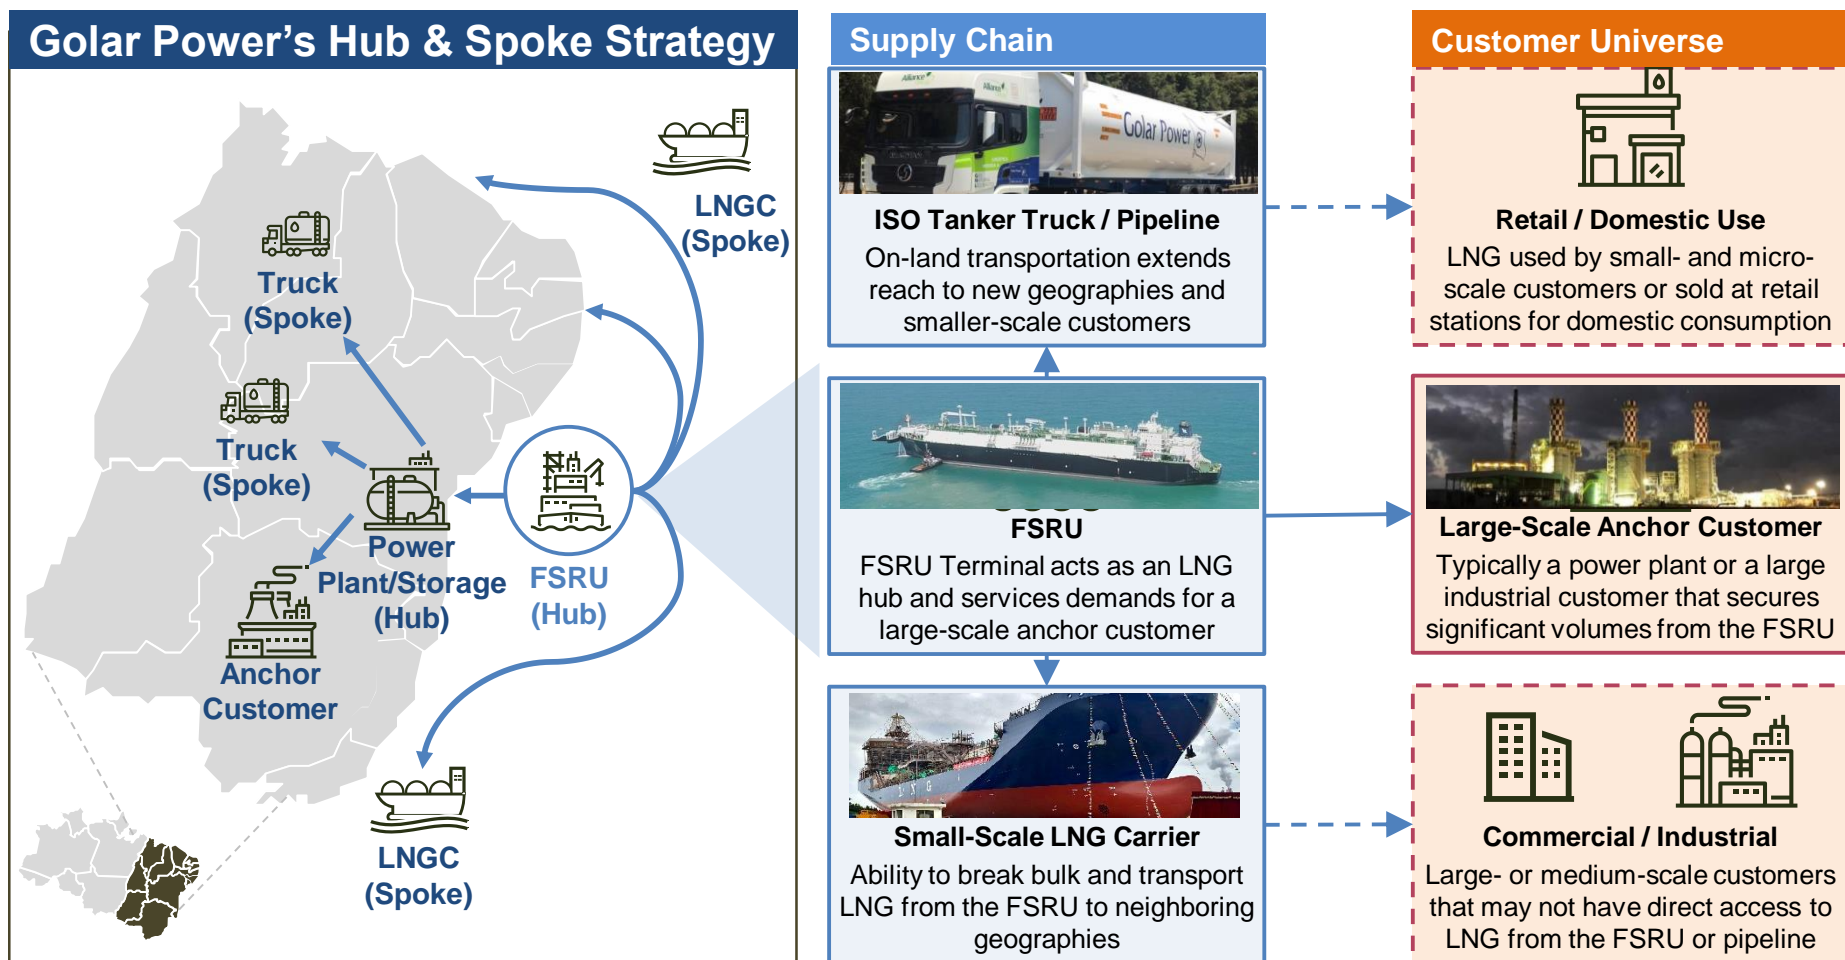 Golar Power's Hub & Spoke Strategy
LNGC
(Spoke)
Truck
(Spoke)
Truck
(Spoke)
Power
Plant/Storage
(Hub)
FSRU
(Hub)
Anchor
Customer
LNGC
(Spoke)
Supply Chain
Alliance
Alliance
Golar Power
ISO Tanker Truck / Pipeline
On-land transportation extends
reach to new geographies and
smaller-scale customers
FSRU
FSRU Terminal acts as an LNG
hub and services demands for a
large-scale anchor customer
LNG
Small-Scale LNG Carrier
Ability to break bulk and transport
LNG from the FSRU to neighboring
geographies
Customer Universe
Retail / Domestic Use
LNG used by small- and micro-
scale customers or sold at retail
stations for domestic consumption
Large-Scale Anchor Customer
Typically a power plant or a large
industrial customer that secures
significant volumes from the FSRU
Commercial / Industrial
Large- or medium-scale customers
that may not have direct access to
LNG from the FSRU or pipeline